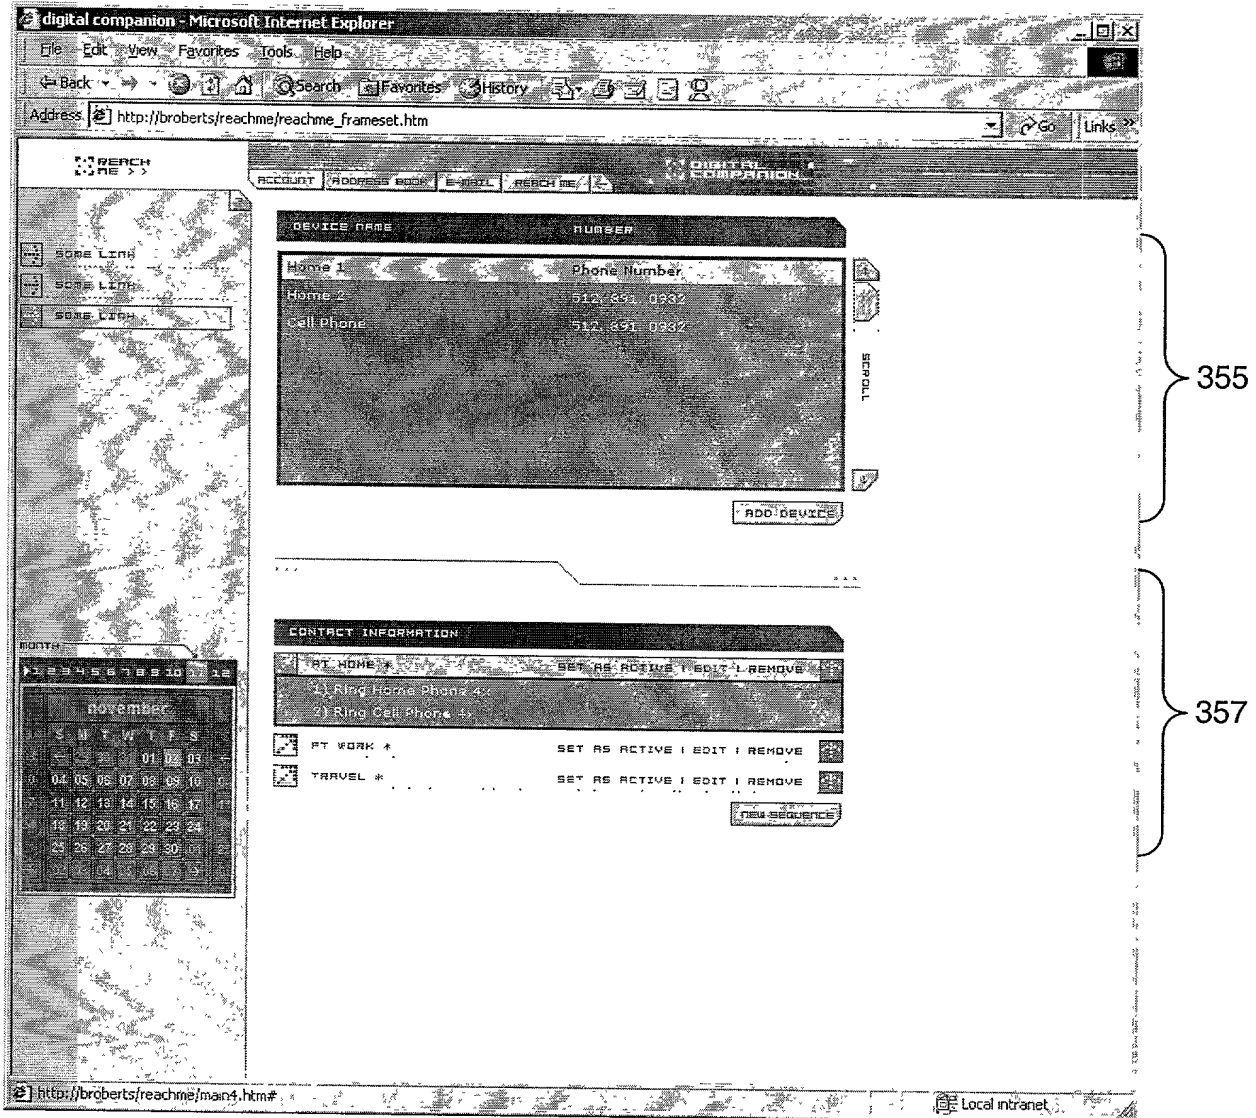 digital companion - Microsoft Internet Explorer
File Edit View Favorites Tools Help
Back Search Favorites History
Address http://broberts/reachme/reachme_frameset.htm Go Links »
REACH ME >>
DIGITAL COMPANION
ACCOUNT ADDRESS BOOK E-MAIL REACH ME
SOME LINK
SOME LINK
SOME LINK
DEVICE NAME NUMBER
Home 1 Phone Number
Home 2 512 891 0932
Cell Phone 512 891 0932
SCROLL
ADD DEVICE
355
CONTACT INFORMATION
AT HOME * SET AS ACTIVE | EDIT | REMOVE
1) Ring Home Phone 4x
2) Ring Cell Phone 4x
AT WORK * SET AS ACTIVE | EDIT | REMOVE
TRAVEL * SET AS ACTIVE | EDIT | REMOVE
NEW SEQUENCE
357
MONTH
1 2 3 4 5 6 7 8 9 10 11 12
november
S M T W T F S
01 02 03
04 05 06 07 08 09 10
11 12 13 14 15 16 17
18 19 20 21 22 23 24
25 26 27 28 29 30
http://broberts/reachme/main4.htm# Local intranet